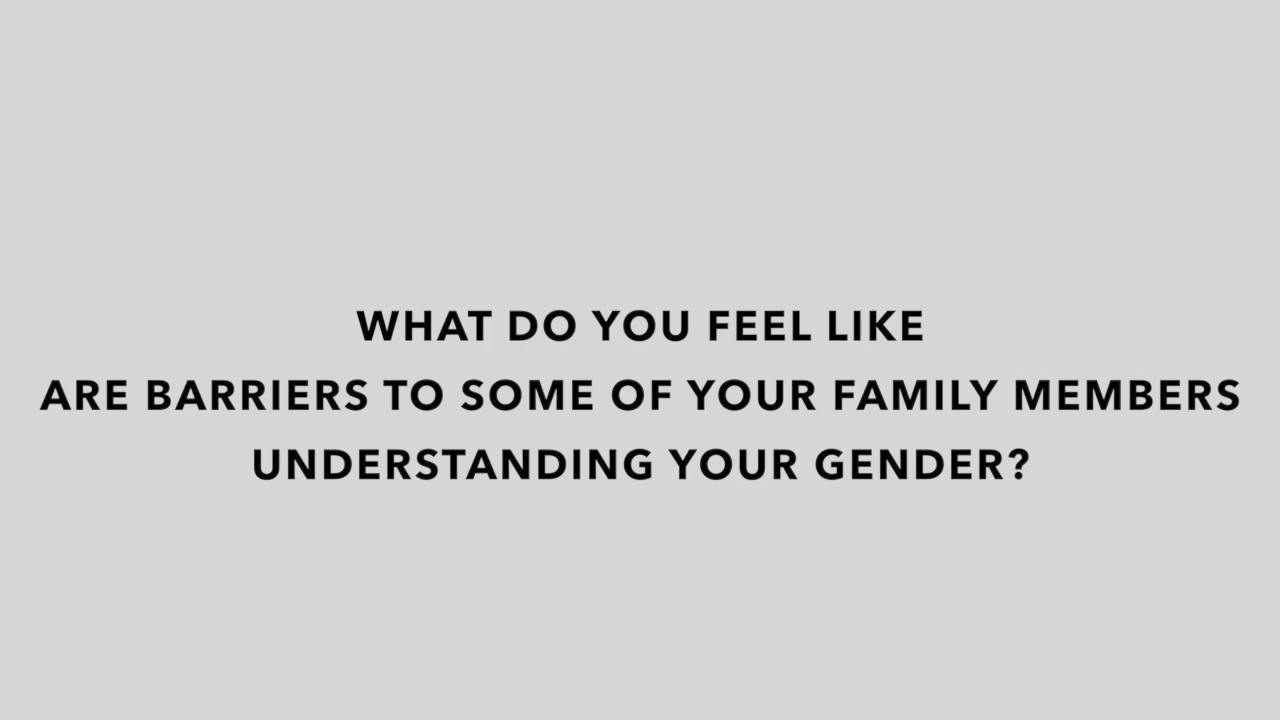 WHAT DO YOU FEEL LIKE
ARE BARRIERS TO SOME OF YOUR FAMILY MEMBERS
UNDERSTANDING YOUR GENDER?